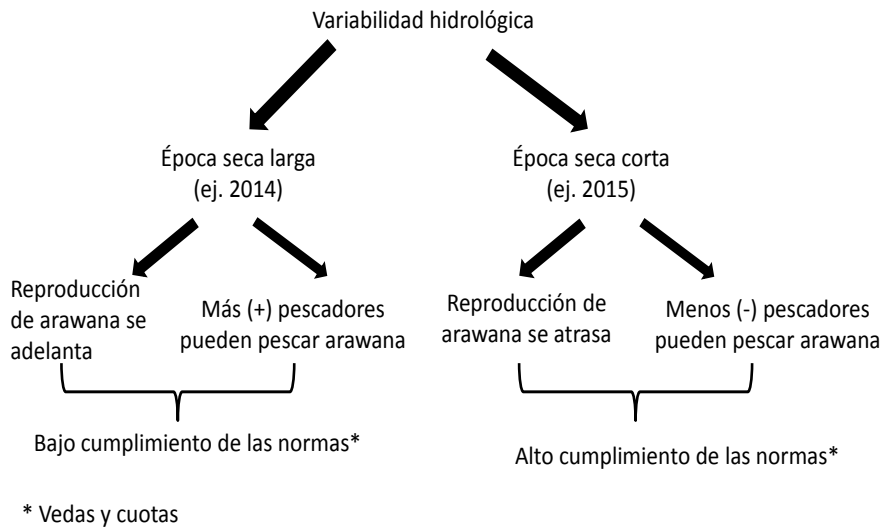 Variabilidad hidrológica
Época seca larga
(ej. 2014)
Época seca corta
(ej. 2015)
Reproducción
de arawana se
adelanta
Más (+) pescadores
pueden pescar arawana
Reproducción de
arawana se atrasa
Menos (-) pescadores
pueden pescar arawana
Bajo cumplimiento de las normas*
Alto cumplimiento de las normas*
* Vedas y cuotas